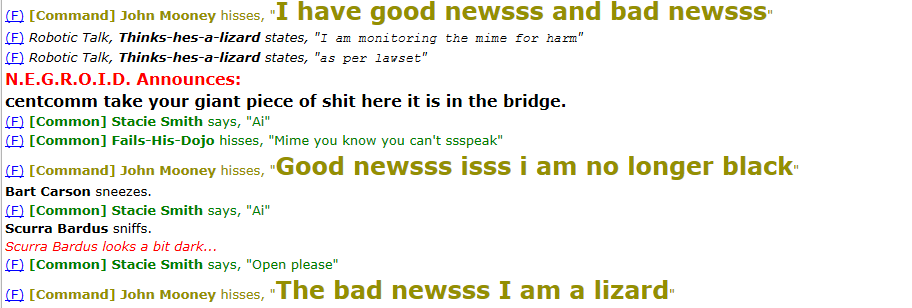 (F) [Command] John Mooney hisses, "I have good newsss and bad newsss"
(F) Robotic Talk, Thinks-hes-a-lizard states, "I am monitoring the mime for harm"
(F) Robotic Talk, Thinks-hes-a-lizard states, "as per lawset"
N.E.G.R.O.I.D. Announces:
centcomm take your giant piece of shit here it is in the bridge.
(F) [Common] Stacie Smith says, "Ai"
(F) [Common] Fails-His-Dojo hisses, "Mime you know you can't ssspeak"
(F) [Command] John Mooney hisses, "Good newsss isss i am no longer black"
Bart Carson sneezes.
(F) [Common] Stacie Smith says, "Ai"
Scurra Bardus sniffs.
Scurra Bardus looks a bit dark...
(F) [Common] Stacie Smith says, "Open please"
(F) [Command] John Mooney hisses, "The bad newsss I am a lizard"